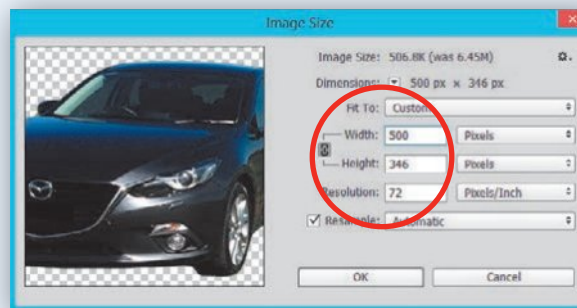 Image Size
Image Size: 506.8K (was 6.45M)
Dimensions: 500 px × 346 px
Fit To: Custom
Width: 500 Pixels
Height: 346 Pixels
Resolution: 72 Pixels/Inch
Resample: Automatic
OK Cancel